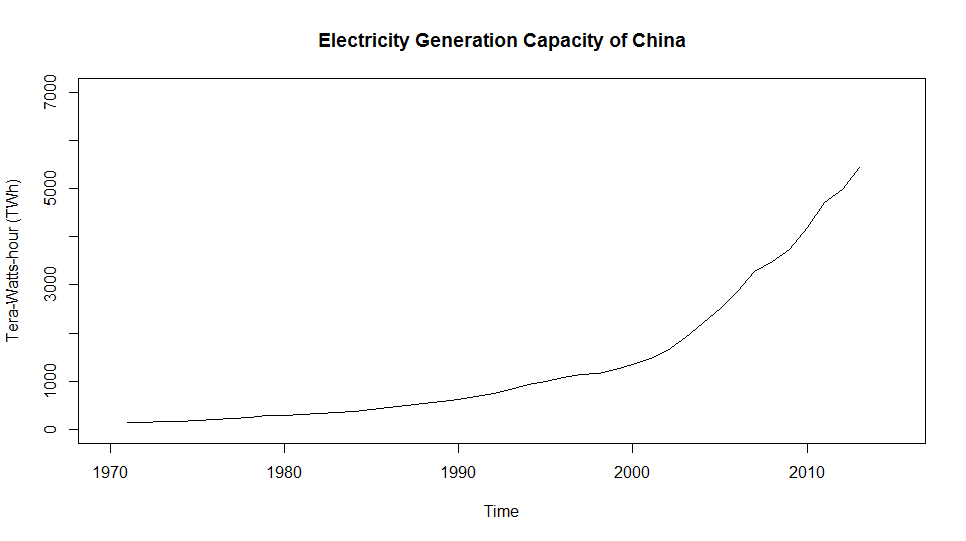 Electricity Generation Capacity of China
Tera-Watts-hour (TWh)
7000
5000
3000
1000
0
1970 1980 1990 2000 2010
Time